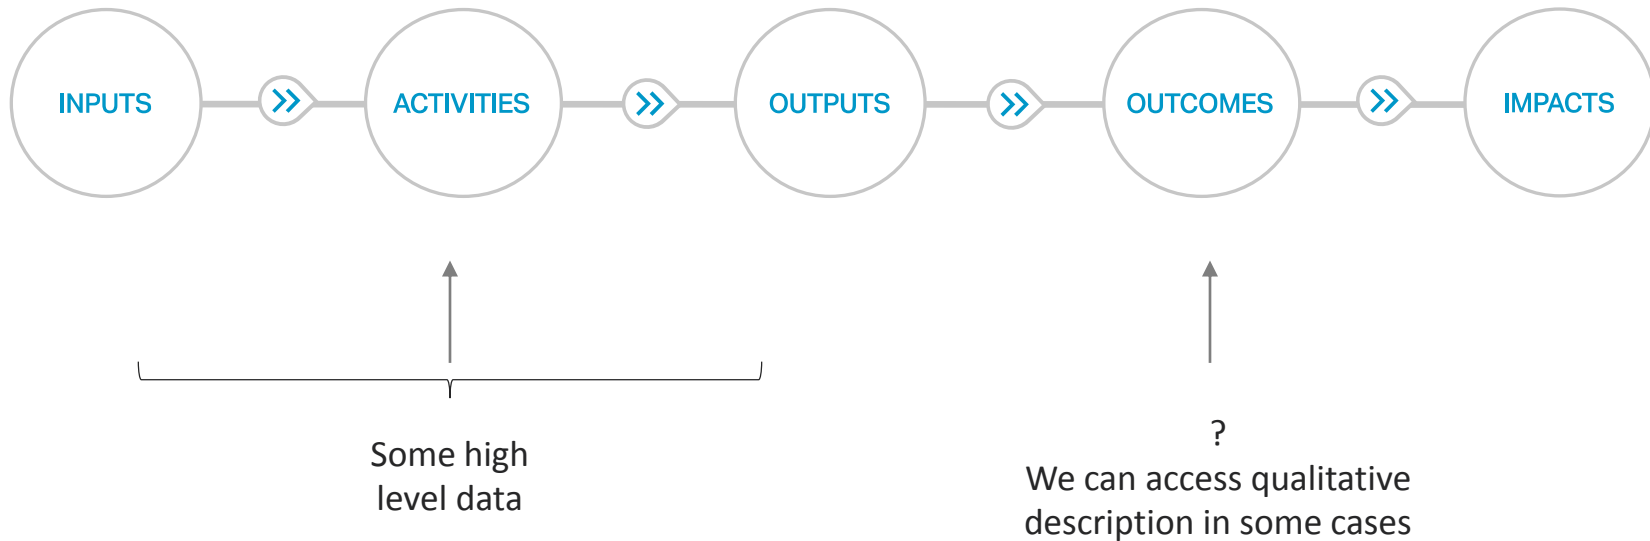 INPUTS
ACTIVITIES
OUTPUTS
OUTCOMES
IMPACTS
Some high
level data
?
We can access qualitative
description in some cases